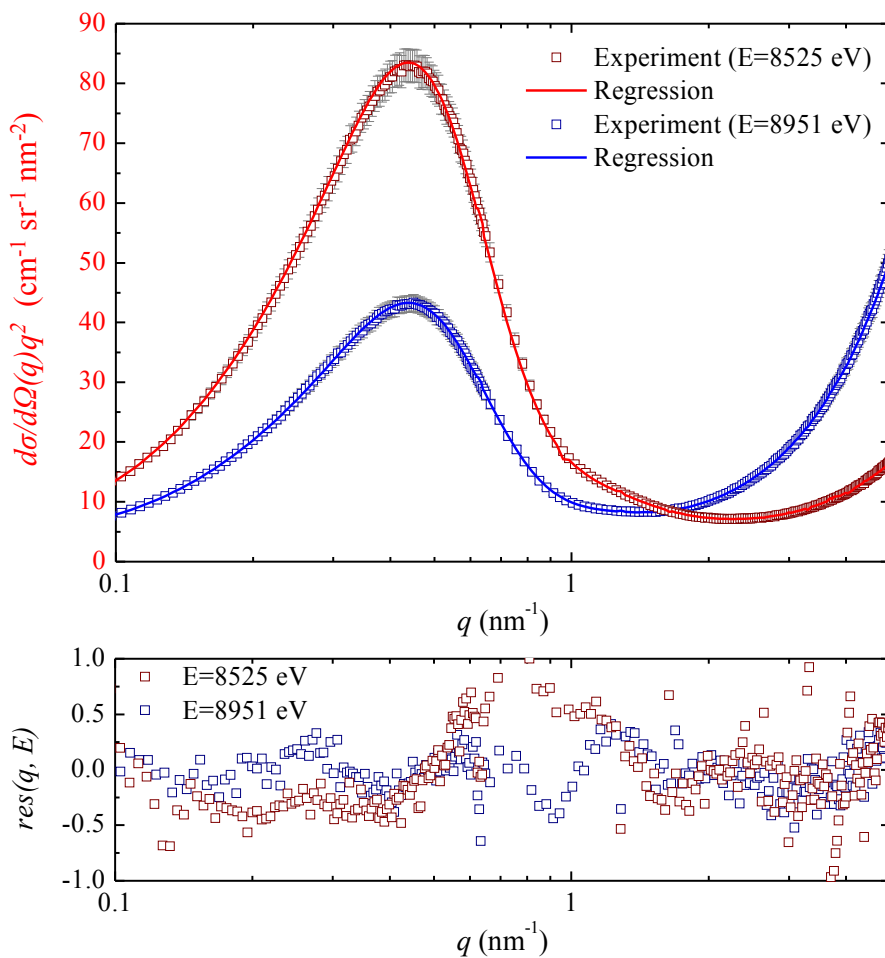 90
80
70
60
50
40
30
20
10
0
dσ/dΩ(q)q² (cm⁻¹ sr⁻¹ nm⁻²)
Experiment (E=8525 eV)
Regression
Experiment (E=8951 eV)
Regression
0.1
1
q (nm⁻¹)
1.0
0.5
0.0
-0.5
-1.0
res(q, E)
E=8525 eV
E=8951 eV
0.1
1
q (nm⁻¹)